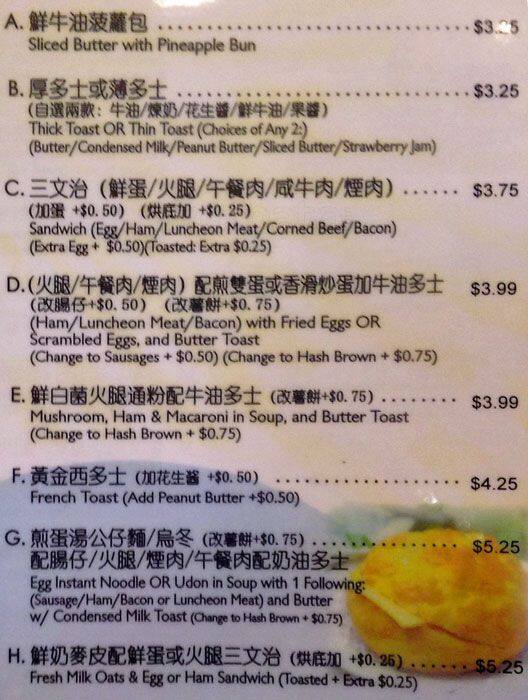 A. 鮮牛油菠蘿包 ........................ $3.25
Sliced Butter with Pineapple Bun
B. 厚多士或薄多士 ........................ $3.25
(自選兩款: 牛油/煉奶/花生醬/鮮牛油/果醬)
Thick Toast OR Thin Toast (Choices of Any 2:)
(Butter/Condensed Milk/Peanut Butter/Sliced Butter/Strawberry Jam)
C. 三文治 (鮮蛋/火腿/午餐肉/咸牛肉/煙肉) ...... $3.75
(加蛋 +$0.50) (烘底加 +$0.25)
Sandwich (Egg/Ham/Luncheon Meat/Corned Beef/Bacon)
(Extra Egg + $0.50)(Toasted: Extra $0.25)
D.(火腿/午餐肉/煙肉) 配煎雙蛋或香滑炒蛋加牛油多士 $3.99
(改腸仔+$0.50) (改薯餅+$0.75)
(Ham/Luncheon Meat/Bacon) with Fried Eggs OR
Scrambled Eggs, and Butter Toast
(Change to Sausages + $0.50) (Change to Hash Brown + $0.75)
E. 鮮白菌火腿通粉配牛油多士 (改薯餅+$0.75) ........ $3.99
Mushroom, Ham & Macaroni in Soup, and Butter Toast
(Change to Hash Brown + $0.75)
F. 黃金西多士 (加花生醬 +$0.50) .................. $4.25
French Toast (Add Peanut Butter +$0.50)
G. 煎蛋湯公仔麵/烏冬 (改薯餅+$0.75) ............... $5.25
配腸仔/火腿/煙肉/午餐肉配奶油多士
Egg Instant Noodle OR Udon in Soup with 1 Following:
(Sausage/Ham/Bacon or Luncheon Meat) and Butter
w/ Condensed Milk Toast (Change to Hash Brown + $0.75)
H. 鮮奶麥皮配鮮蛋或火腿三文治 (烘底加 +$0.25) ...... $5.25
Fresh Milk Oats & Egg or Ham Sandwich (Toasted + Extra $0.25)